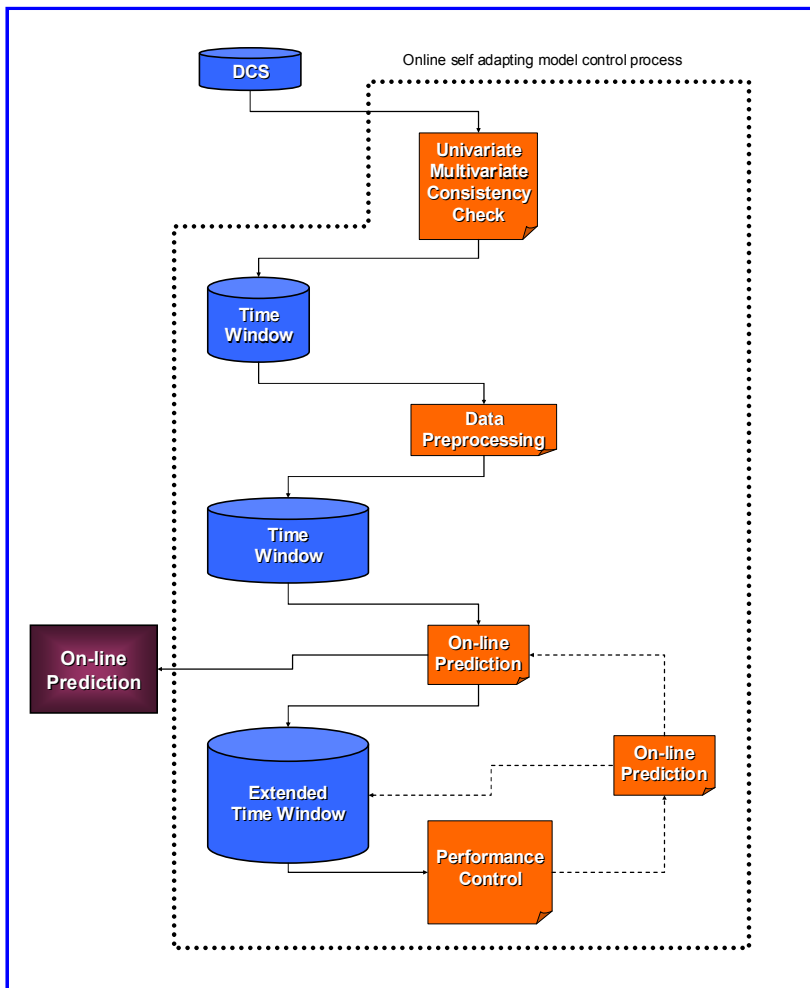 Online self adapting model control process
DCS
Univariate
Multivariate
Consistency
Check
Time
Window
Data
Preprocessing
Time
Window
On-line
Prediction
On-line
Prediction
On-line
Prediction
Extended
Time Window
Performance
Control